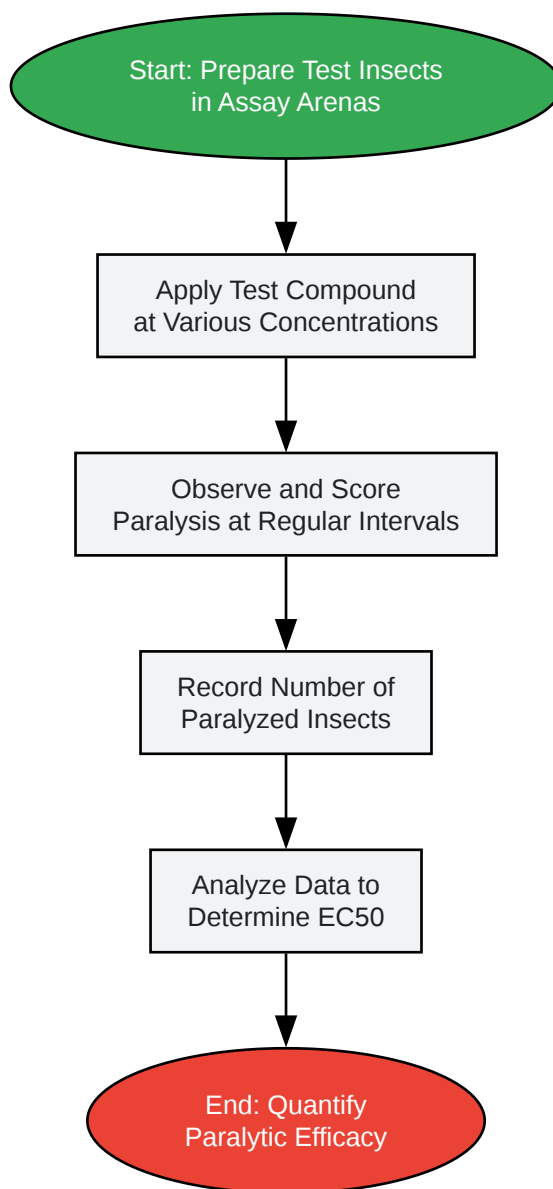 Start: Prepare Test Insects
in Assay Arenas
Apply Test Compound
at Various Concentrations
Observe and Score
Paralysis at Regular Intervals
Record Number of
Paralyzed Insects
Analyze Data to
Determine EC50
End: Quantify
Paralytic Efficacy